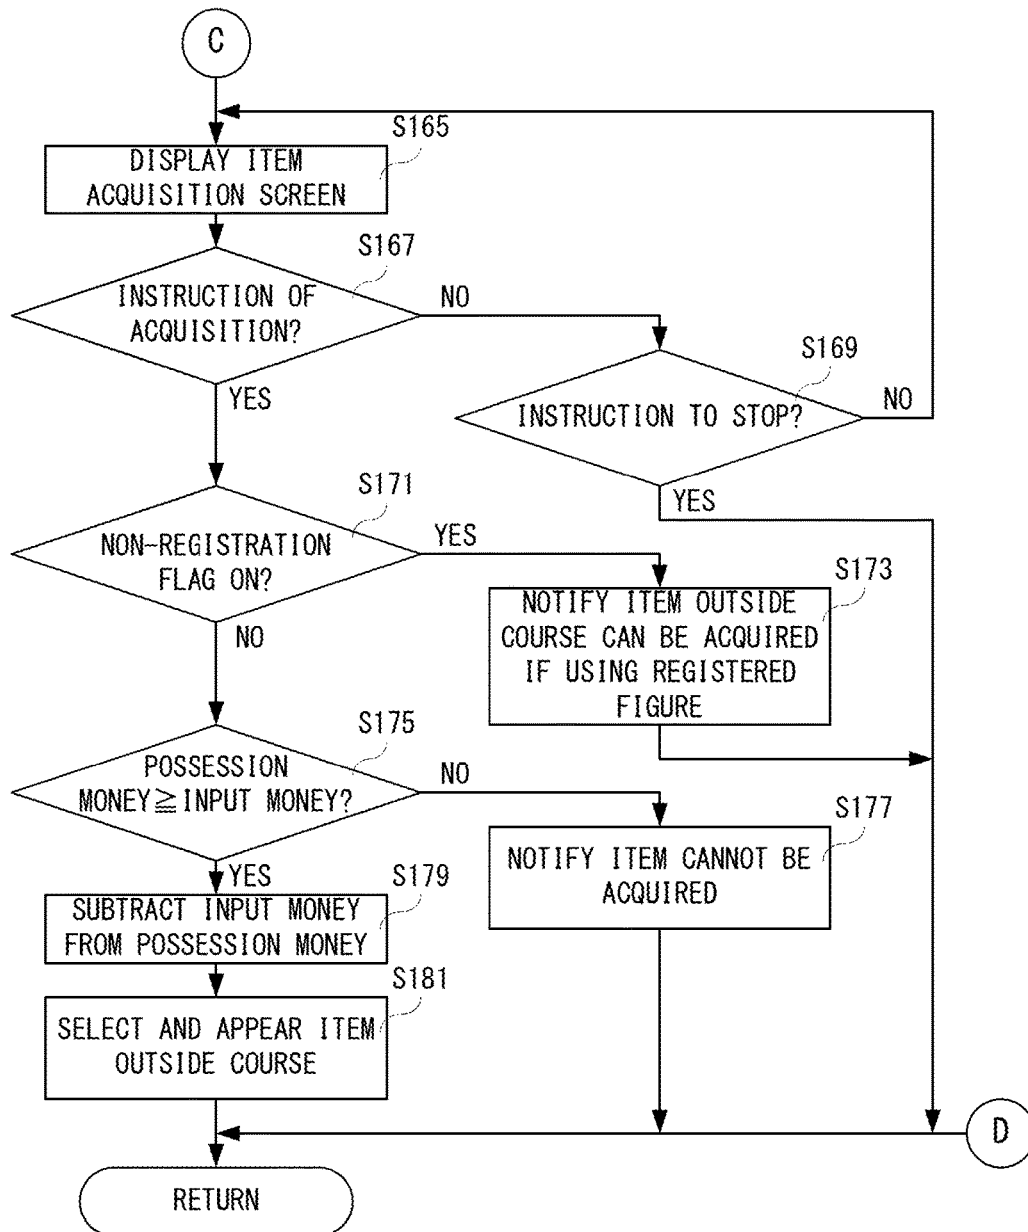 C
S165
DISPLAY ITEM
ACQUISITION SCREEN
S167
INSTRUCTION OF
ACQUISITION?
NO
YES
S169
INSTRUCTION TO STOP?
NO
YES
S171
NON-REGISTRATION
FLAG ON?
YES
NO
S173
NOTIFY ITEM OUTSIDE
COURSE CAN BE ACQUIRED
IF USING REGISTERED
FIGURE
S175
POSSESSION
MONEY≧INPUT MONEY?
NO
YES
S177
NOTIFY ITEM CANNOT BE
ACQUIRED
S179
SUBTRACT INPUT MONEY
FROM POSSESSION MONEY
S181
SELECT AND APPEAR ITEM
OUTSIDE COURSE
D
RETURN